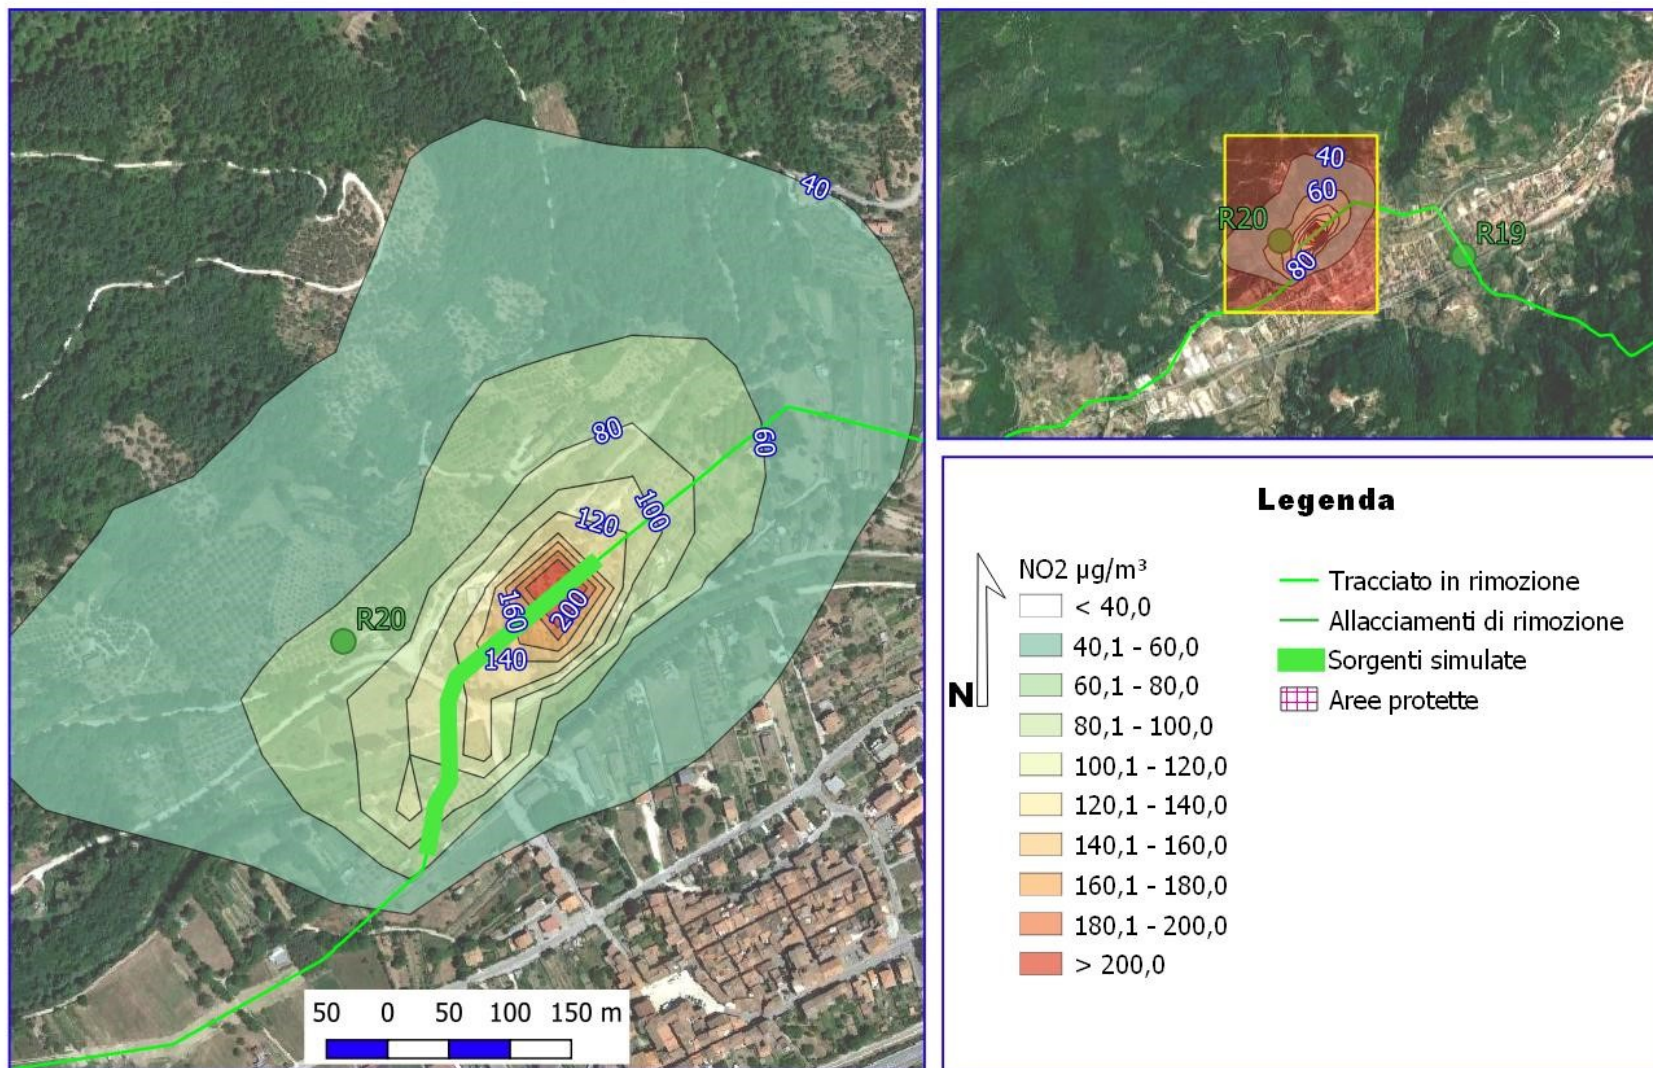 40
80
60
100
120
160
200
140
R20
50 0 50 100 150 m
40
60
R20
R19
80
Legenda
N
NO2 µg/m³
< 40,0
40,1 - 60,0
60,1 - 80,0
80,1 - 100,0
100,1 - 120,0
120,1 - 140,0
140,1 - 160,0
160,1 - 180,0
180,1 - 200,0
> 200,0
Tracciato in rimozione
Allacciamenti di rimozione
Sorgenti simulate
Aree protette